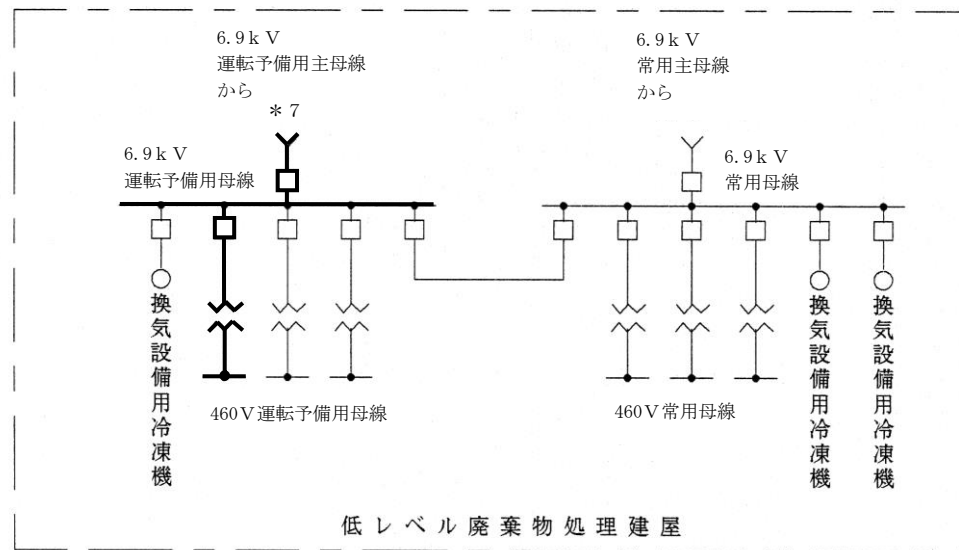 6.9ｋＶ
運転予備用主母線
から
＊７
6.9ｋＶ
常用主母線
から
6.9ｋＶ
運転予備用母線
6.9ｋＶ
常用母線
換気設備用冷凍機
換気設備用冷凍機
換気設備用冷凍機
460Ｖ運転予備用母線
460Ｖ常用母線
低レベル廃棄物処理建屋